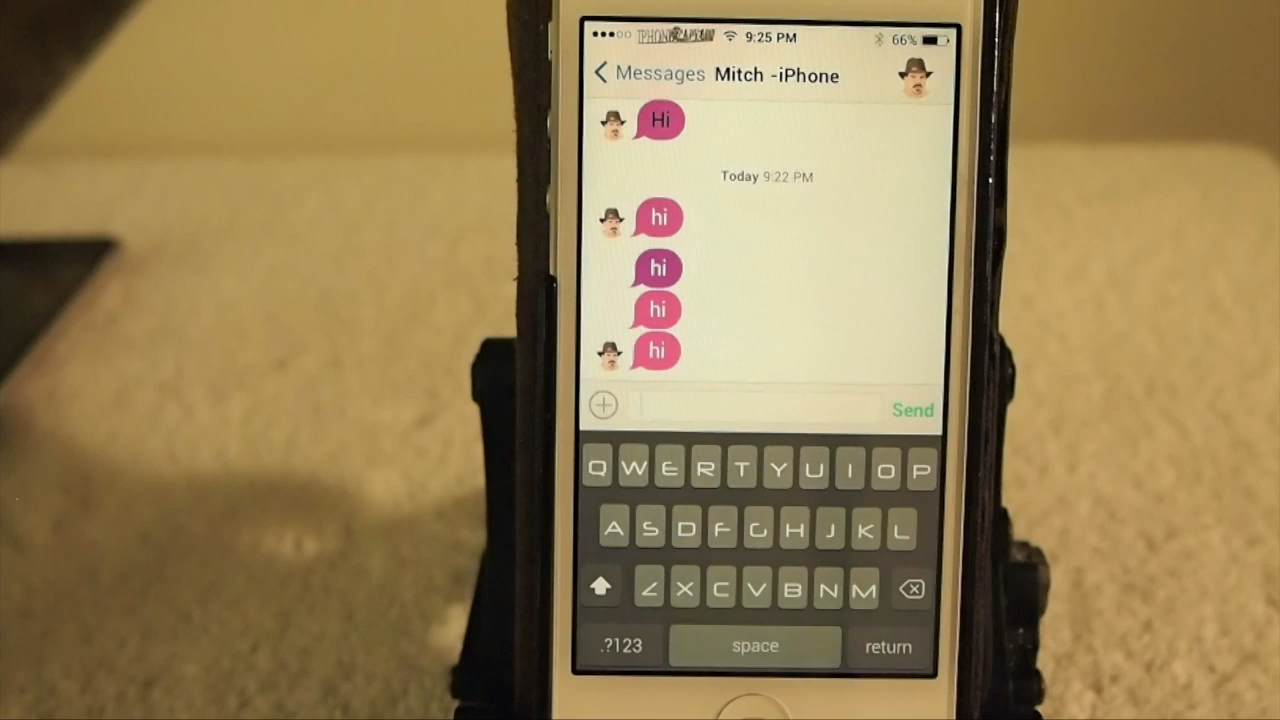 9:25 PM 66%
Messages Mitch -iPhone
Hi
Today 9:22 PM
hi
hi
hi
hi
Send
Q W E R T Y U I O P
A S D F G H J K L
Z X C V B N M
.?123 space return